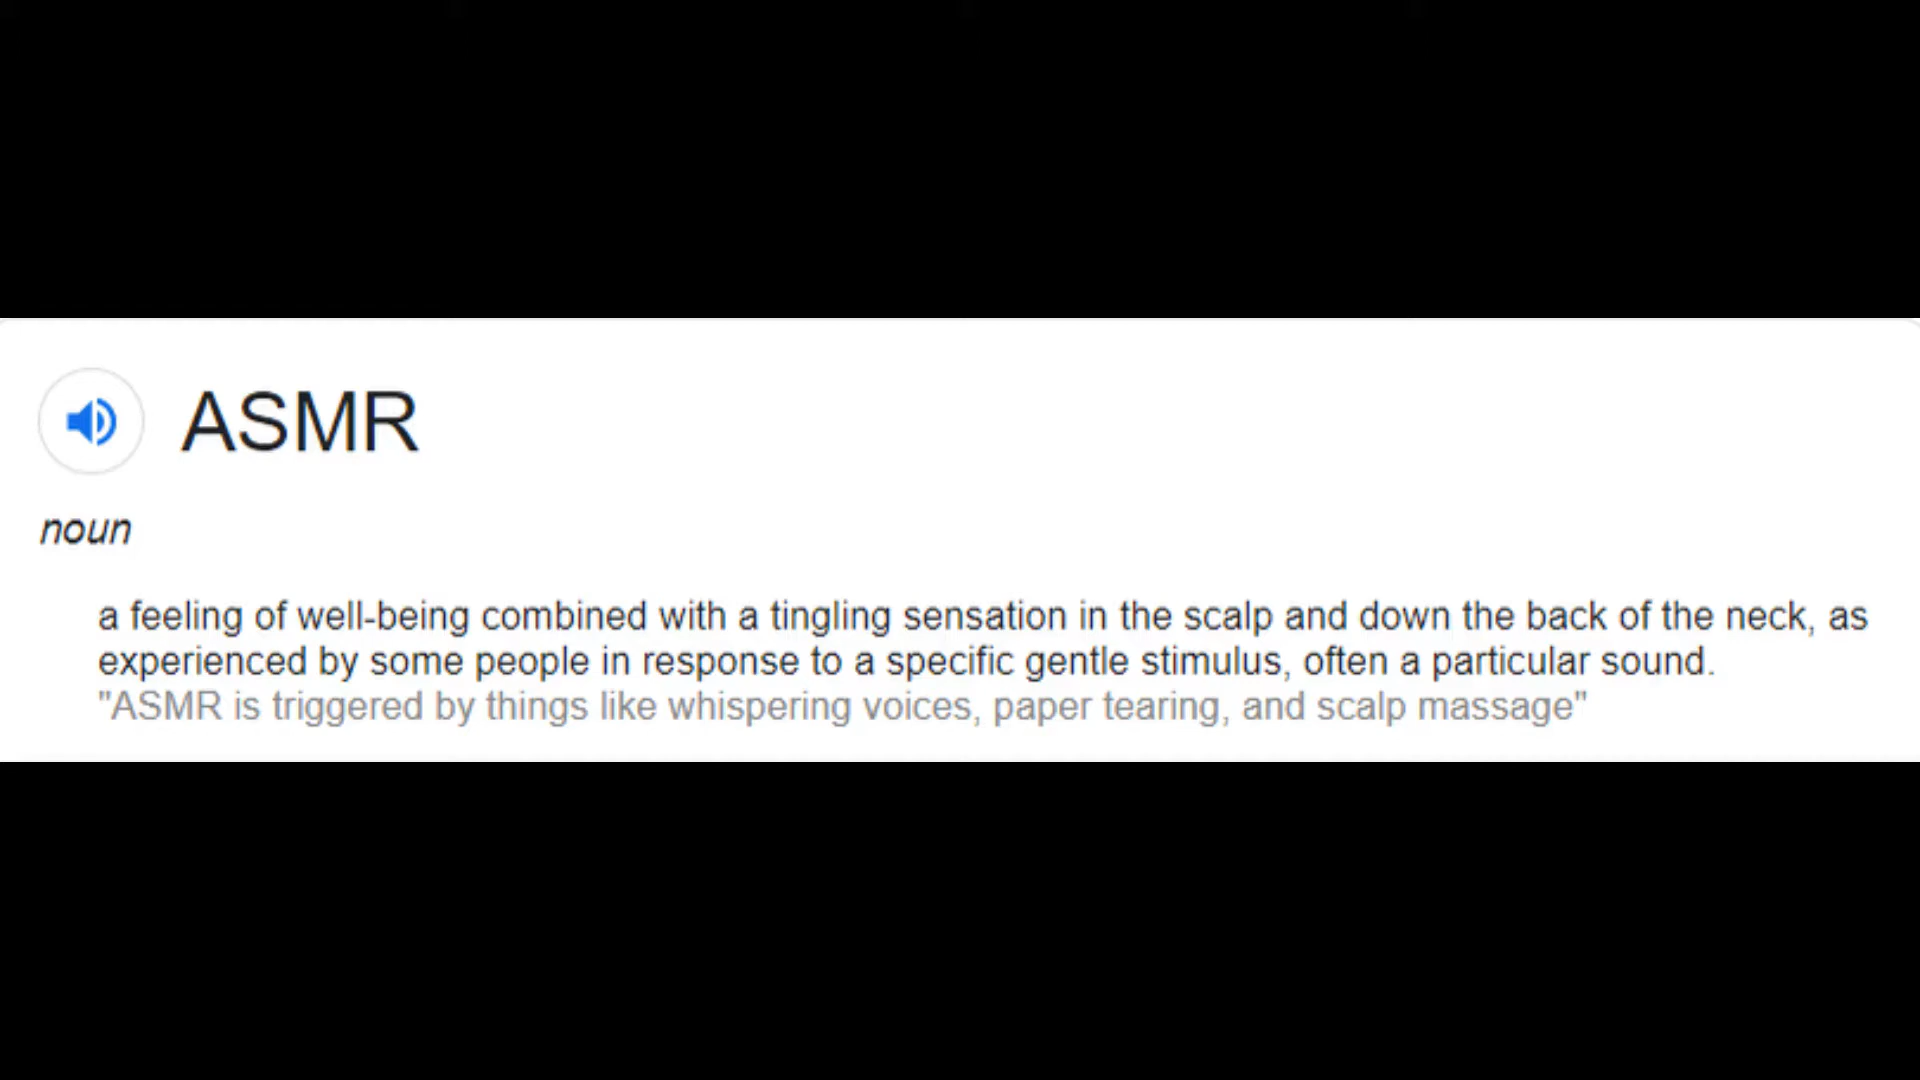 ASMR
noun
a feeling of well-being combined with a tingling sensation in the scalp and down the back of the neck, as
experienced by some people in response to a specific gentle stimulus, often a particular sound.
"ASMR is triggered by things like whispering voices, paper tearing, and scalp massage"